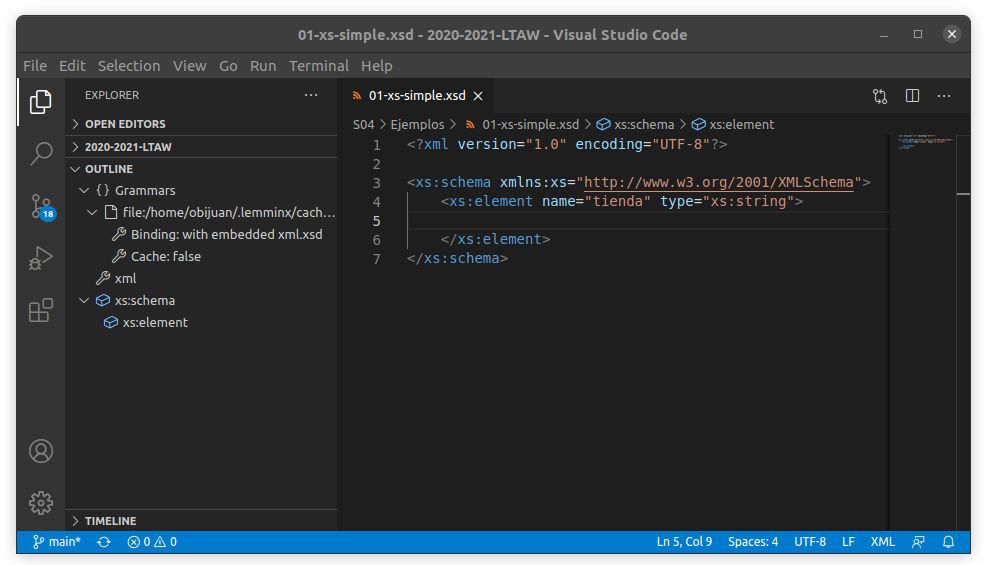 01-xs-simple.xsd - 2020-2021-LTAW - Visual Studio Code
File Edit Selection View Go Run Terminal Help
EXPLORER
OPEN EDITORS
2020-2021-LTAW
OUTLINE
{} Grammars
file:/home/obijuan/.lemminx/cach...
Binding: with embedded xml.xsd
Cache: false
xml
xs:schema
xs:element
TIMELINE
18
01-xs-simple.xsd
S04 > Ejemplos > 01-xs-simple.xsd > xs:schema > xs:element
1 <?xml version="1.0" encoding="UTF-8"?>
2
3 <xs:schema xmlns:xs="http://www.w3.org/2001/XMLSchema">
4 <xs:element name="tienda" type="xs:string">
5
6 </xs:element>
7 </xs:schema>
main* 0 0 Ln 5, Col 9 Spaces: 4 UTF-8 LF XML